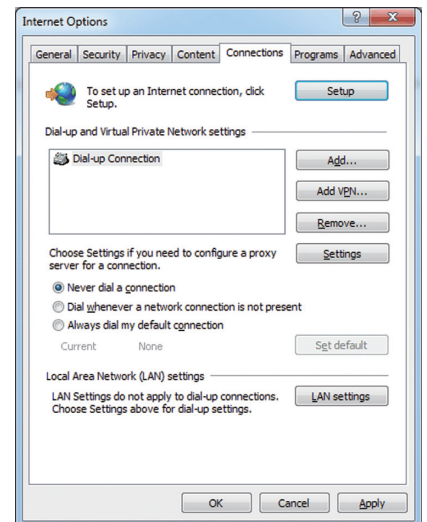 Internet Options
?
X
General Security Privacy Content Connections Programs Advanced
To set up an Internet connection, click
Setup.
Setup
Dial-up and Virtual Private Network settings
Dial-up Connection
Add...
Add VPN...
Remove...
Choose Settings if you need to configure a proxy
server for a connection.
Settings
Never dial a connection
Dial whenever a network connection is not present
Always dial my default connection
Current None
Set default
Local Area Network (LAN) settings
LAN Settings do not apply to dial-up connections.
Choose Settings above for dial-up settings.
LAN settings
OK Cancel Apply